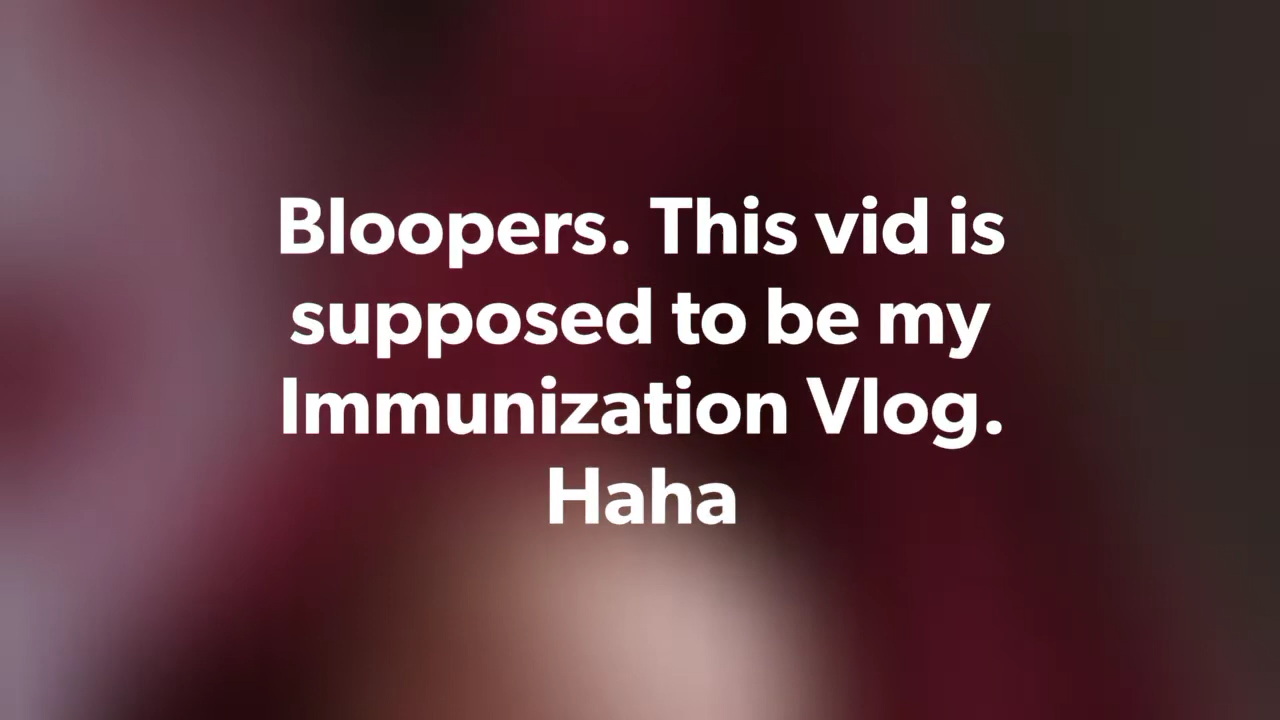 Bloopers. This vid is
supposed to be my
Immunization Vlog.
Haha